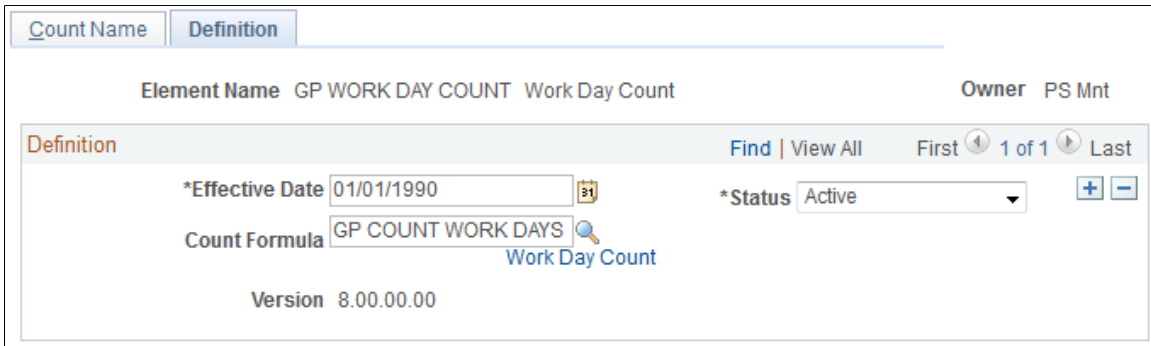 Count Name Definition
Element Name GP WORK DAY COUNT Work Day Count Owner PS Mnt
Definition Find | View All First 1 of 1 Last
*Effective Date 01/01/1990 31 *Status Active
Count Formula GP COUNT WORK DAYS
Work Day Count
Version 8.00.00.00